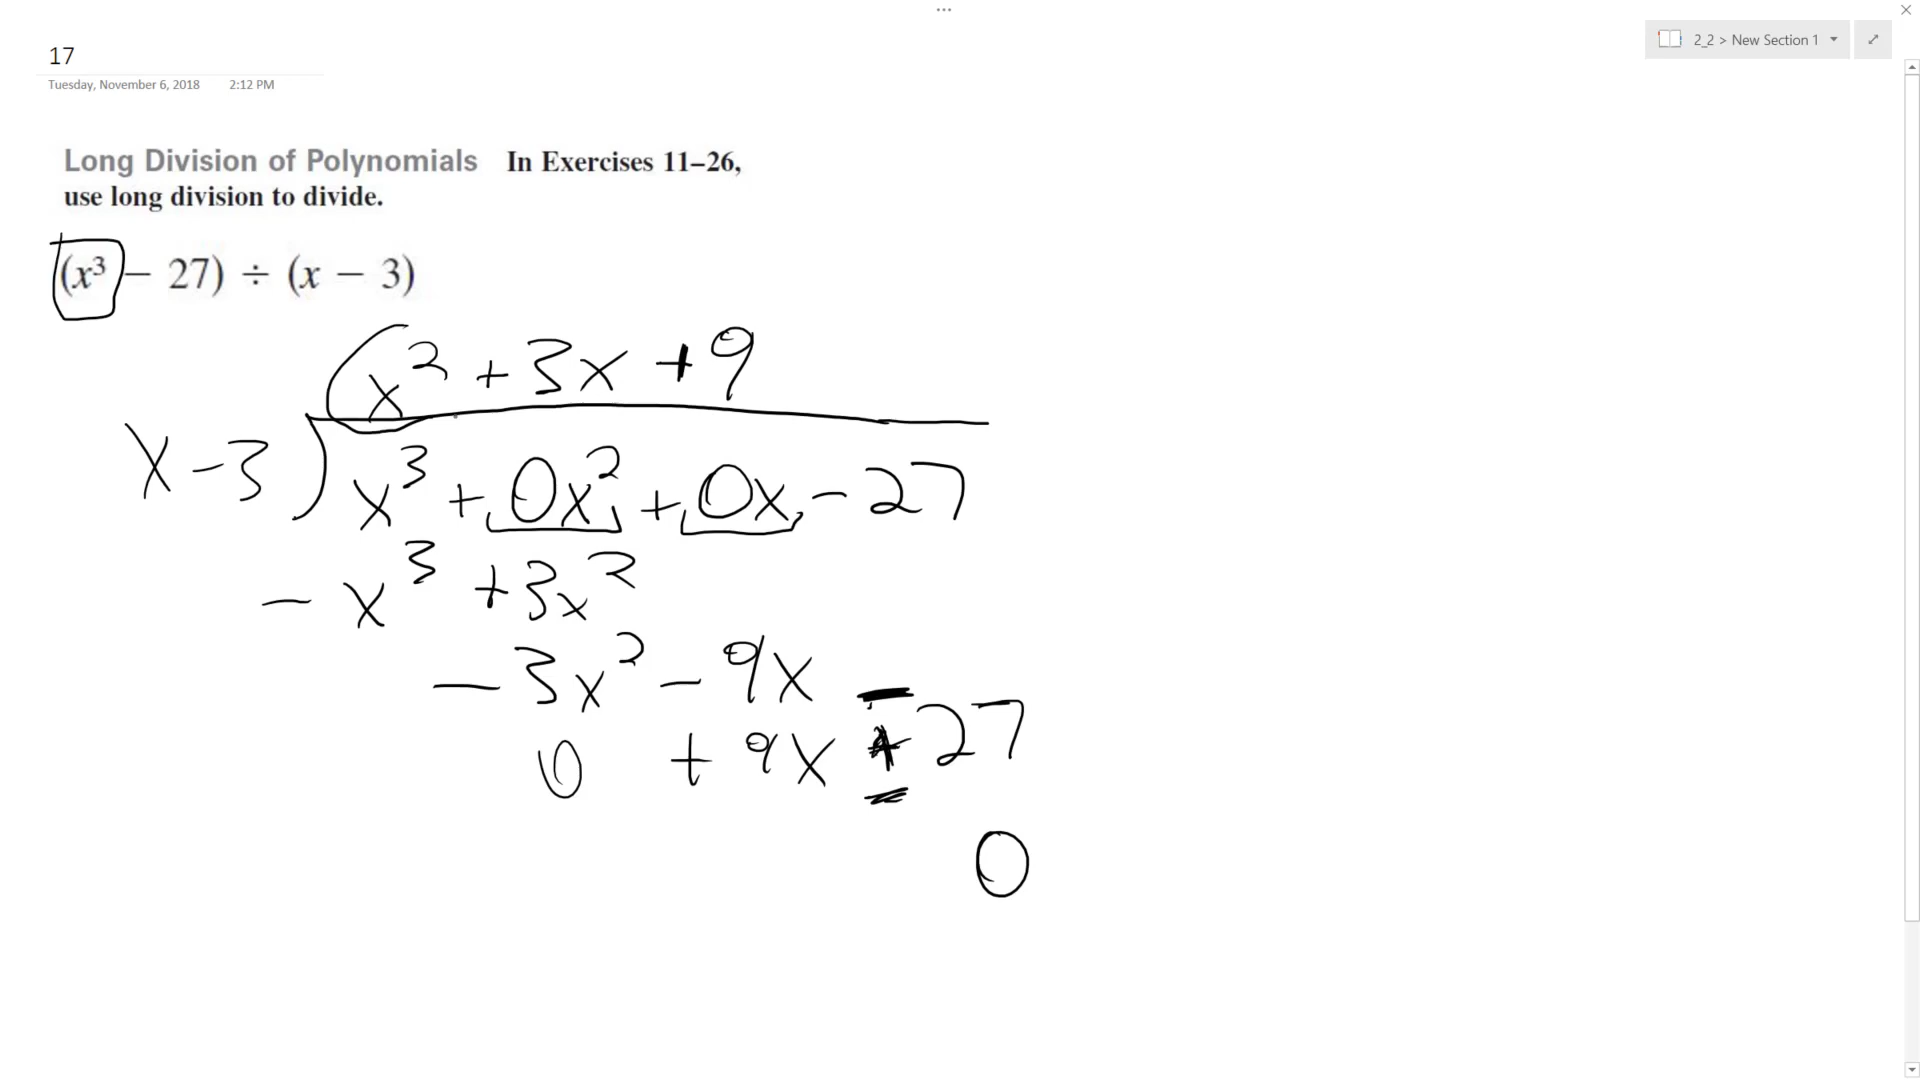 2_2 > New Section 1
17
Tuesday, November 6, 2018 2:12 PM
Long Division of Polynomials In Exercises 11–26,
use long division to divide.
(x³ − 27) ÷ (x − 3)
x² + 3x + 9
x − 3 ) x³ + 0x² + 0x − 27
− x³ + 3x²
− 3x² − 9x
0 + 9x 27
0